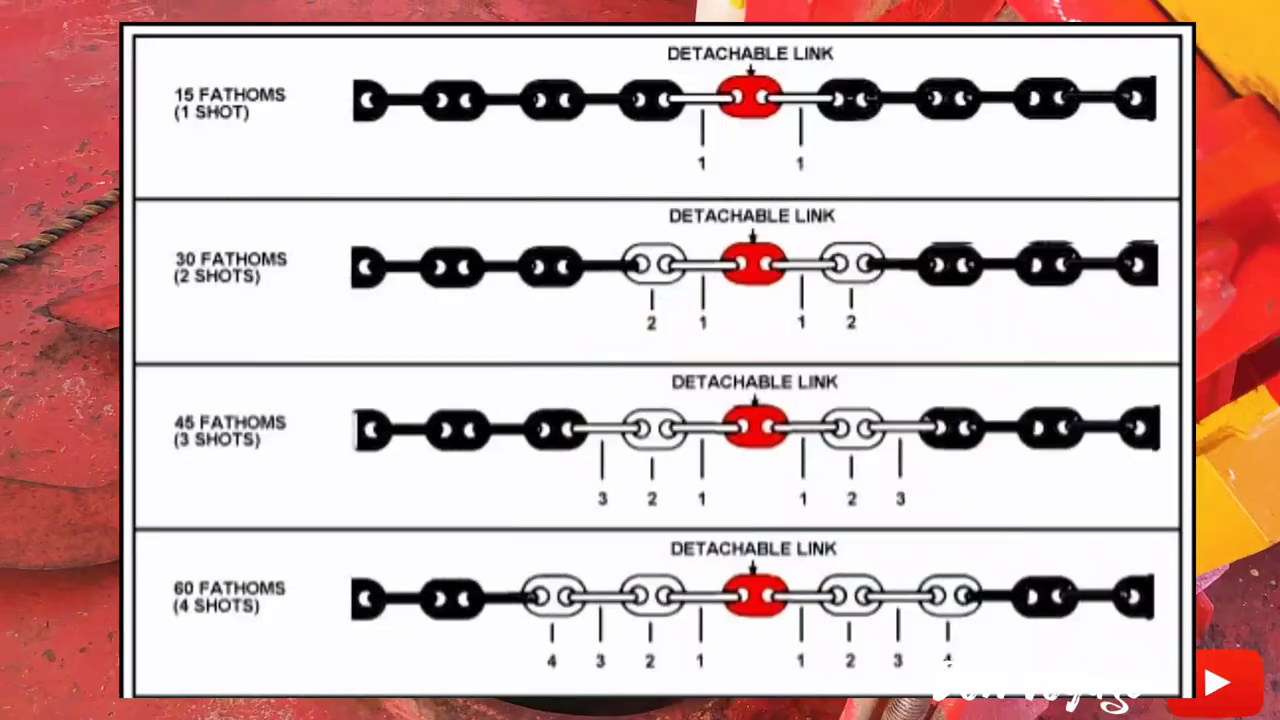 DETACHABLE LINK
15 FATHOMS
(1 SHOT)
1 1
DETACHABLE LINK
30 FATHOMS
(2 SHOTS)
2 1 1 2
DETACHABLE LINK
45 FATHOMS
(3 SHOTS)
3 2 1 1 2 3
DETACHABLE LINK
60 FATHOMS
(4 SHOTS)
4 3 2 1 1 2 3 4